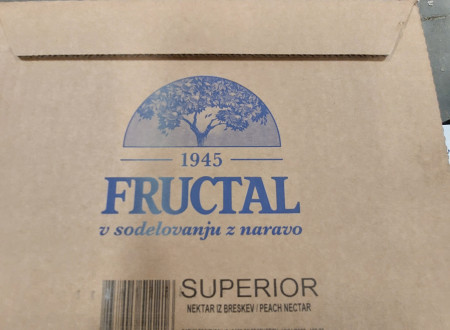 1945
FRUCTAL
v sodelovanju z naravo
SUPERIOR
NEKTAR IZ BRESKEV / PEACH NECTAR